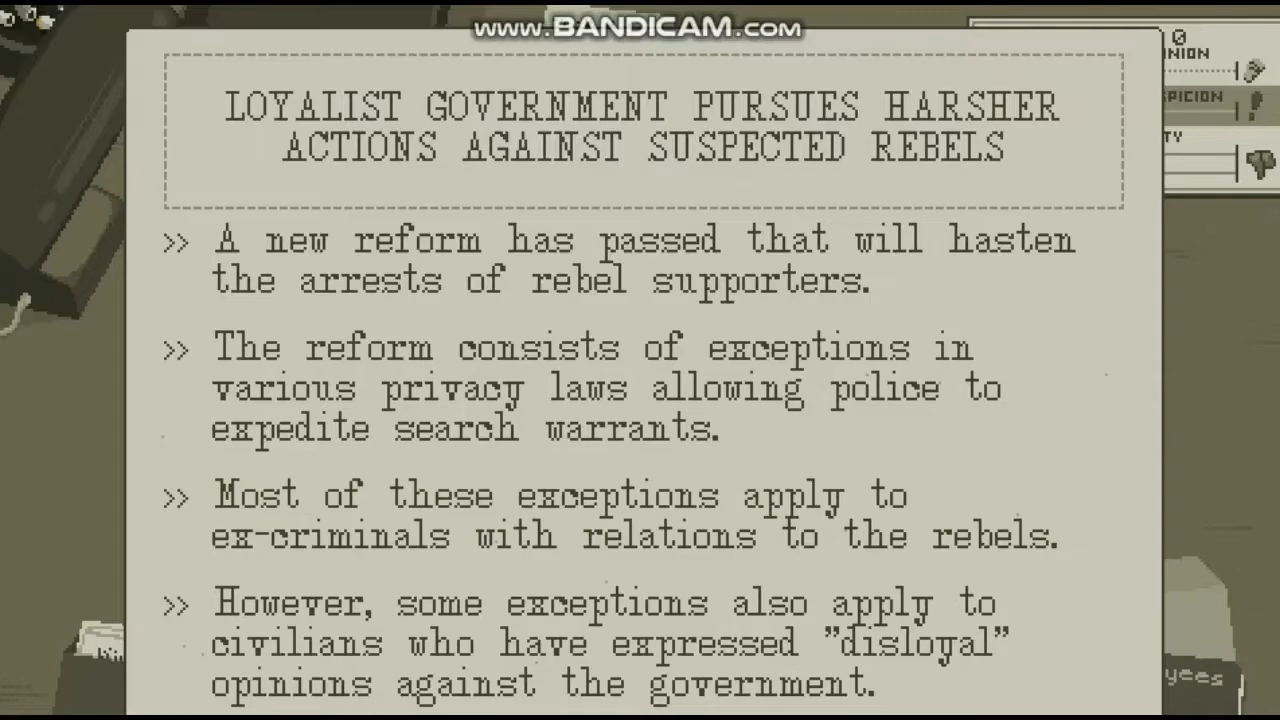 www.BANDICAM.com
0
LOYALIST GOVERNMENT PURSUES HARSHER
ACTIONS AGAINST SUSPECTED REBELS
>> A new reform has passed that will hasten
the arrests of rebel supporters.
>> The reform consists of exceptions in
various privacy laws allowing police to
expedite search warrants.
>> Most of these exceptions apply to
ex-criminals with relations to the rebels.
>> However, some exceptions also apply to
civilians who have expressed "disloyal"
opinions against the government.